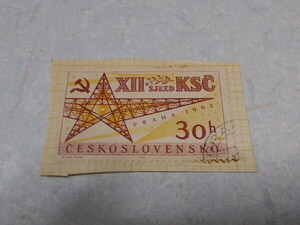 XII. SJEZD KSČ
PRAHA 1962
30h
ČESKOSLOVENSKO